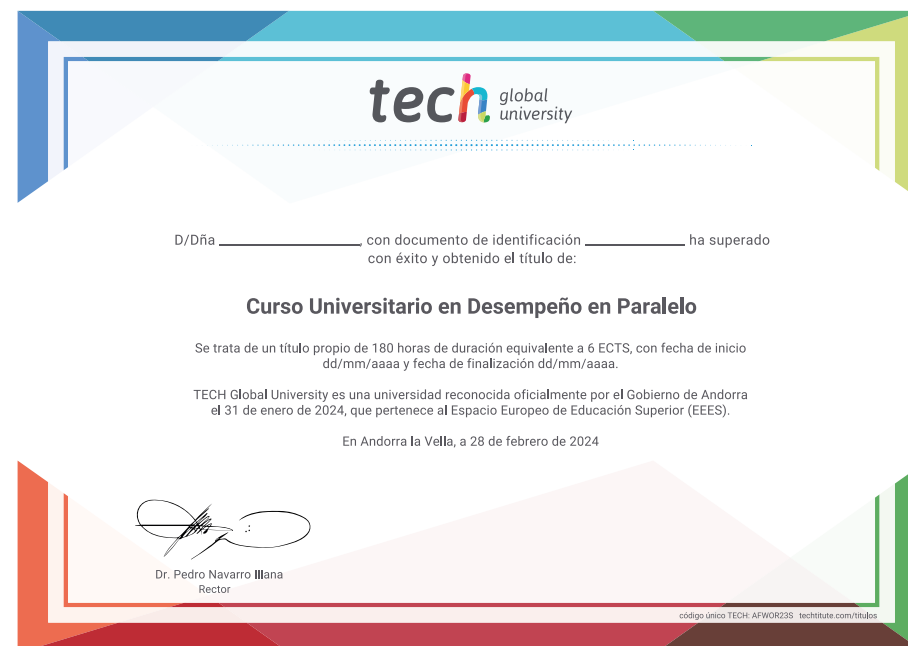 tech global university
D/Dña ____________________, con documento de identificación ______________ ha superado
con éxito y obtenido el título de:
Curso Universitario en Desempeño en Paralelo
Se trata de un título propio de 180 horas de duración equivalente a 6 ECTS, con fecha de inicio
dd/mm/aaaa y fecha de finalización dd/mm/aaaa.
TECH Global University es una universidad reconocida oficialmente por el Gobierno de Andorra
el 31 de enero de 2024, que pertenece al Espacio Europeo de Educación Superior (EEES).
En Andorra la Vella, a 28 de febrero de 2024
Dr. Pedro Navarro Illana
Rector
código único TECH: AFWOR23S techtitute.com/titulos